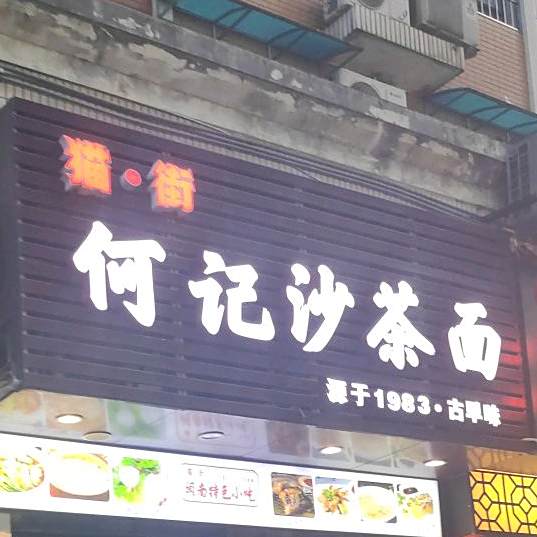 猫·街
何记沙茶面
源于1983·古早味
闽南特色小吃